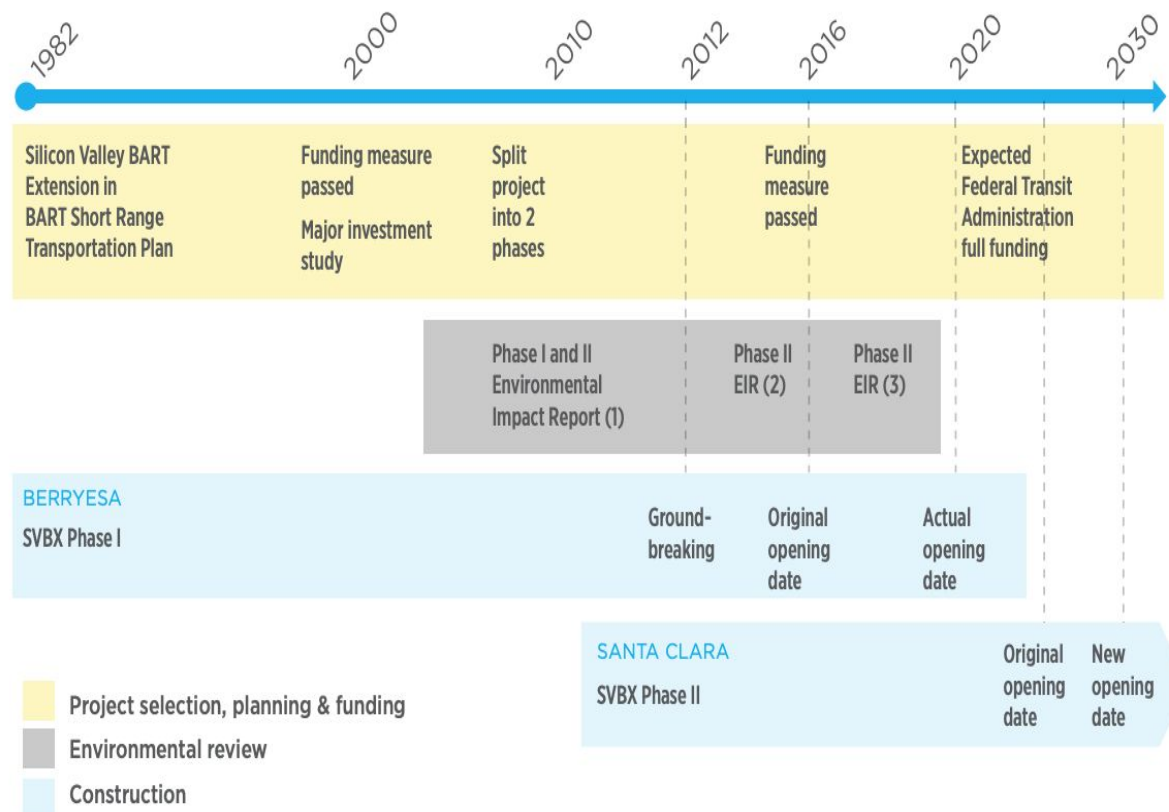 1982
2000
2010
2012
2016
2020
2030
Silicon Valley BART
Extension in
BART Short Range
Transportation Plan
Funding measure
passed
Major investment
study
Split
project
into 2
phases
Funding
measure
passed
Expected
Federal Transit
Administration
full funding
Phase I and II
Environmental
Impact Report (1)
Phase II
EIR (2)
Phase II
EIR (3)
BERRYESA
SVBX Phase I
Ground-
breaking
Original
opening
date
Actual
opening
date
SANTA CLARA
SVBX Phase II
Original
opening
date
New
opening
date
Project selection, planning & funding
Environmental review
Construction